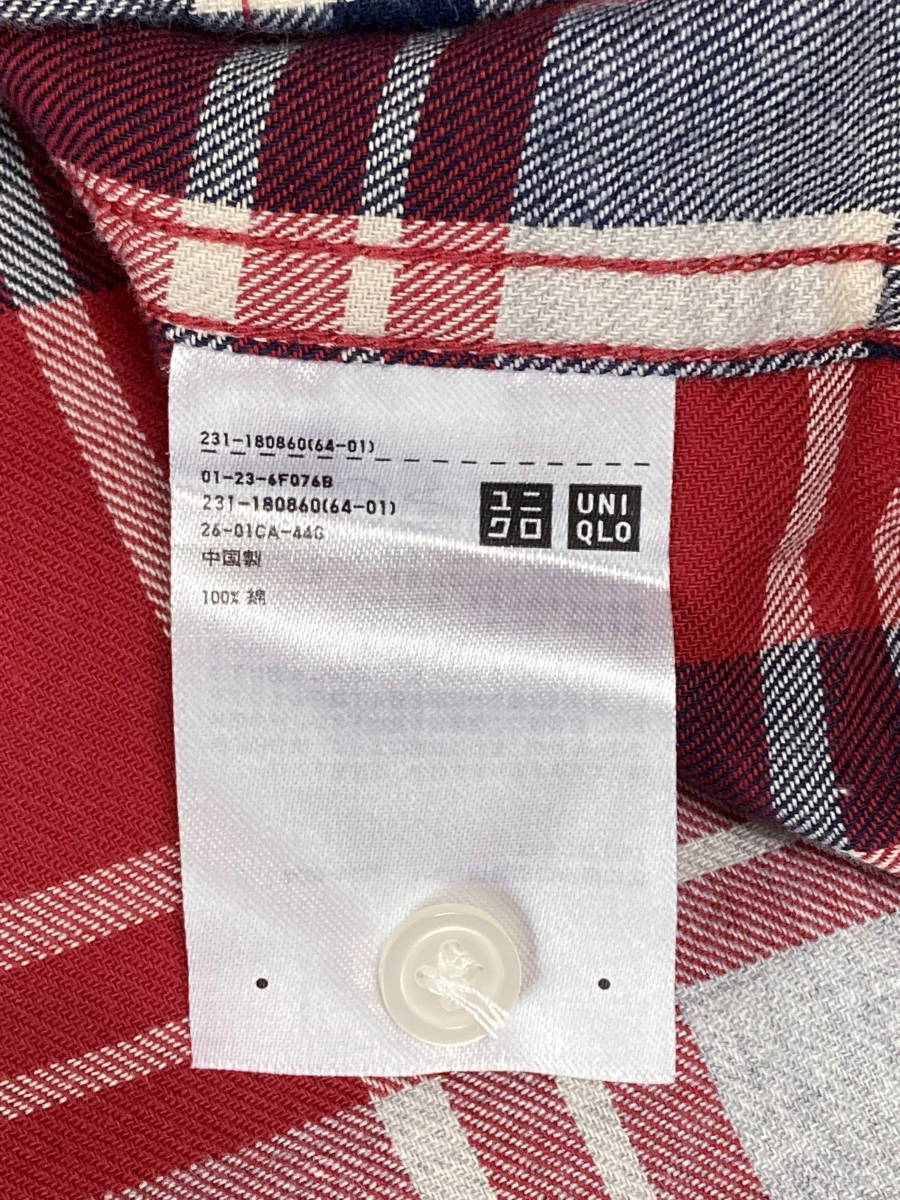 231-180860(64-01)
01-23-6F076B
231-180860(64-01)
26-01CA-44G
中国製
100% 綿
ユニ
クロ
UNI
QLO